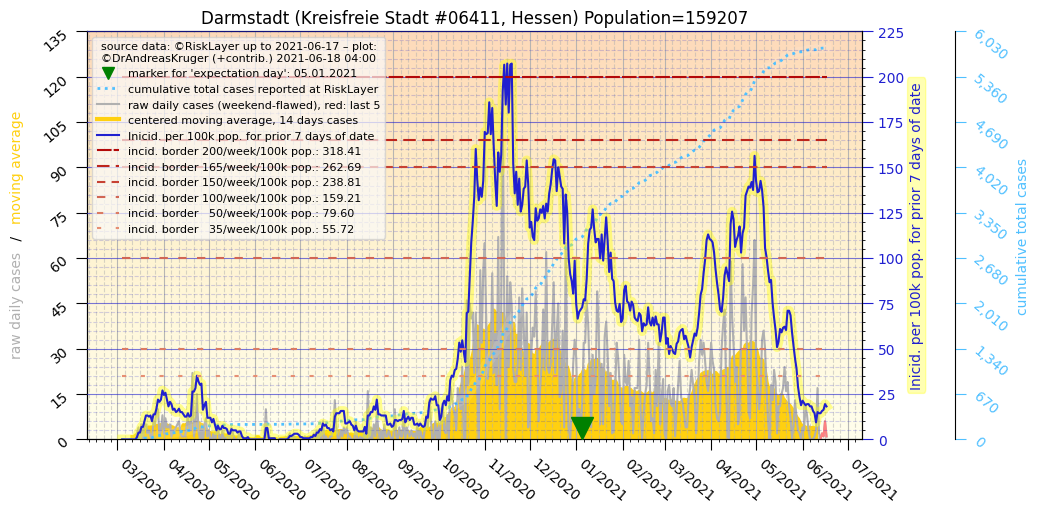 Darmstadt (Kreisfreie Stadt #06411, Hessen) Population=159207
source data: ©RiskLayer up to 2021-06-17 – plot:
©DrAndreasKruger (+contrib.) 2021-06-18 04:00
marker for 'expectation day': 05.01.2021
cumulative total cases reported at RiskLayer
raw daily cases (weekend-flawed), red: last 5
centered moving average, 14 days cases
Inicid. per 100k pop. for prior 7 days of date
incid. border 200/week/100k pop.: 318.41
incid. border 165/week/100k pop.: 262.69
incid. border 150/week/100k pop.: 238.81
incid. border 100/week/100k pop.: 159.21
incid. border 50/week/100k pop.: 79.60
incid. border 35/week/100k pop.: 55.72
raw daily cases / moving average
135
120
105
90
75
60
45
30
15
0
03/2020
04/2020
05/2020
06/2020
07/2020
08/2020
09/2020
10/2020
11/2020
12/2020
01/2021
02/2021
03/2021
04/2021
05/2021
06/2021
07/2021
225
200
175
150
125
100
75
50
25
0
Inicid. per 100k pop. for prior 7 days of date
6,030
5,360
4,690
4,020
3,350
2,680
2,010
1,340
670
0
cumulative total cases